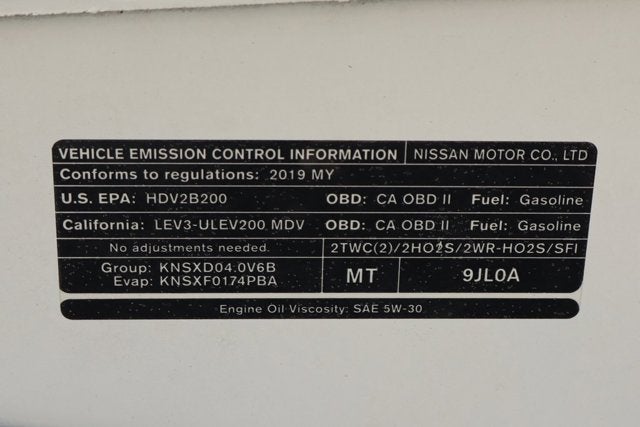 VEHICLE EMISSION CONTROL INFORMATION NISSAN MOTOR CO., LTD
Conforms to regulations: 2019 MY
U.S. EPA: HDV2B200 OBD: CA OBD II Fuel: Gasoline
California: LEV3-ULEV200 MDV OBD: CA OBD II Fuel: Gasoline
No adjustments needed. 2TWC(2)/2HO2S/2WR-HO2S/SFI
Group: KNSXD04.0V6B
Evap: KNSXF0174PBA
MT 9JL0A
Engine Oil Viscosity: SAE 5W-30